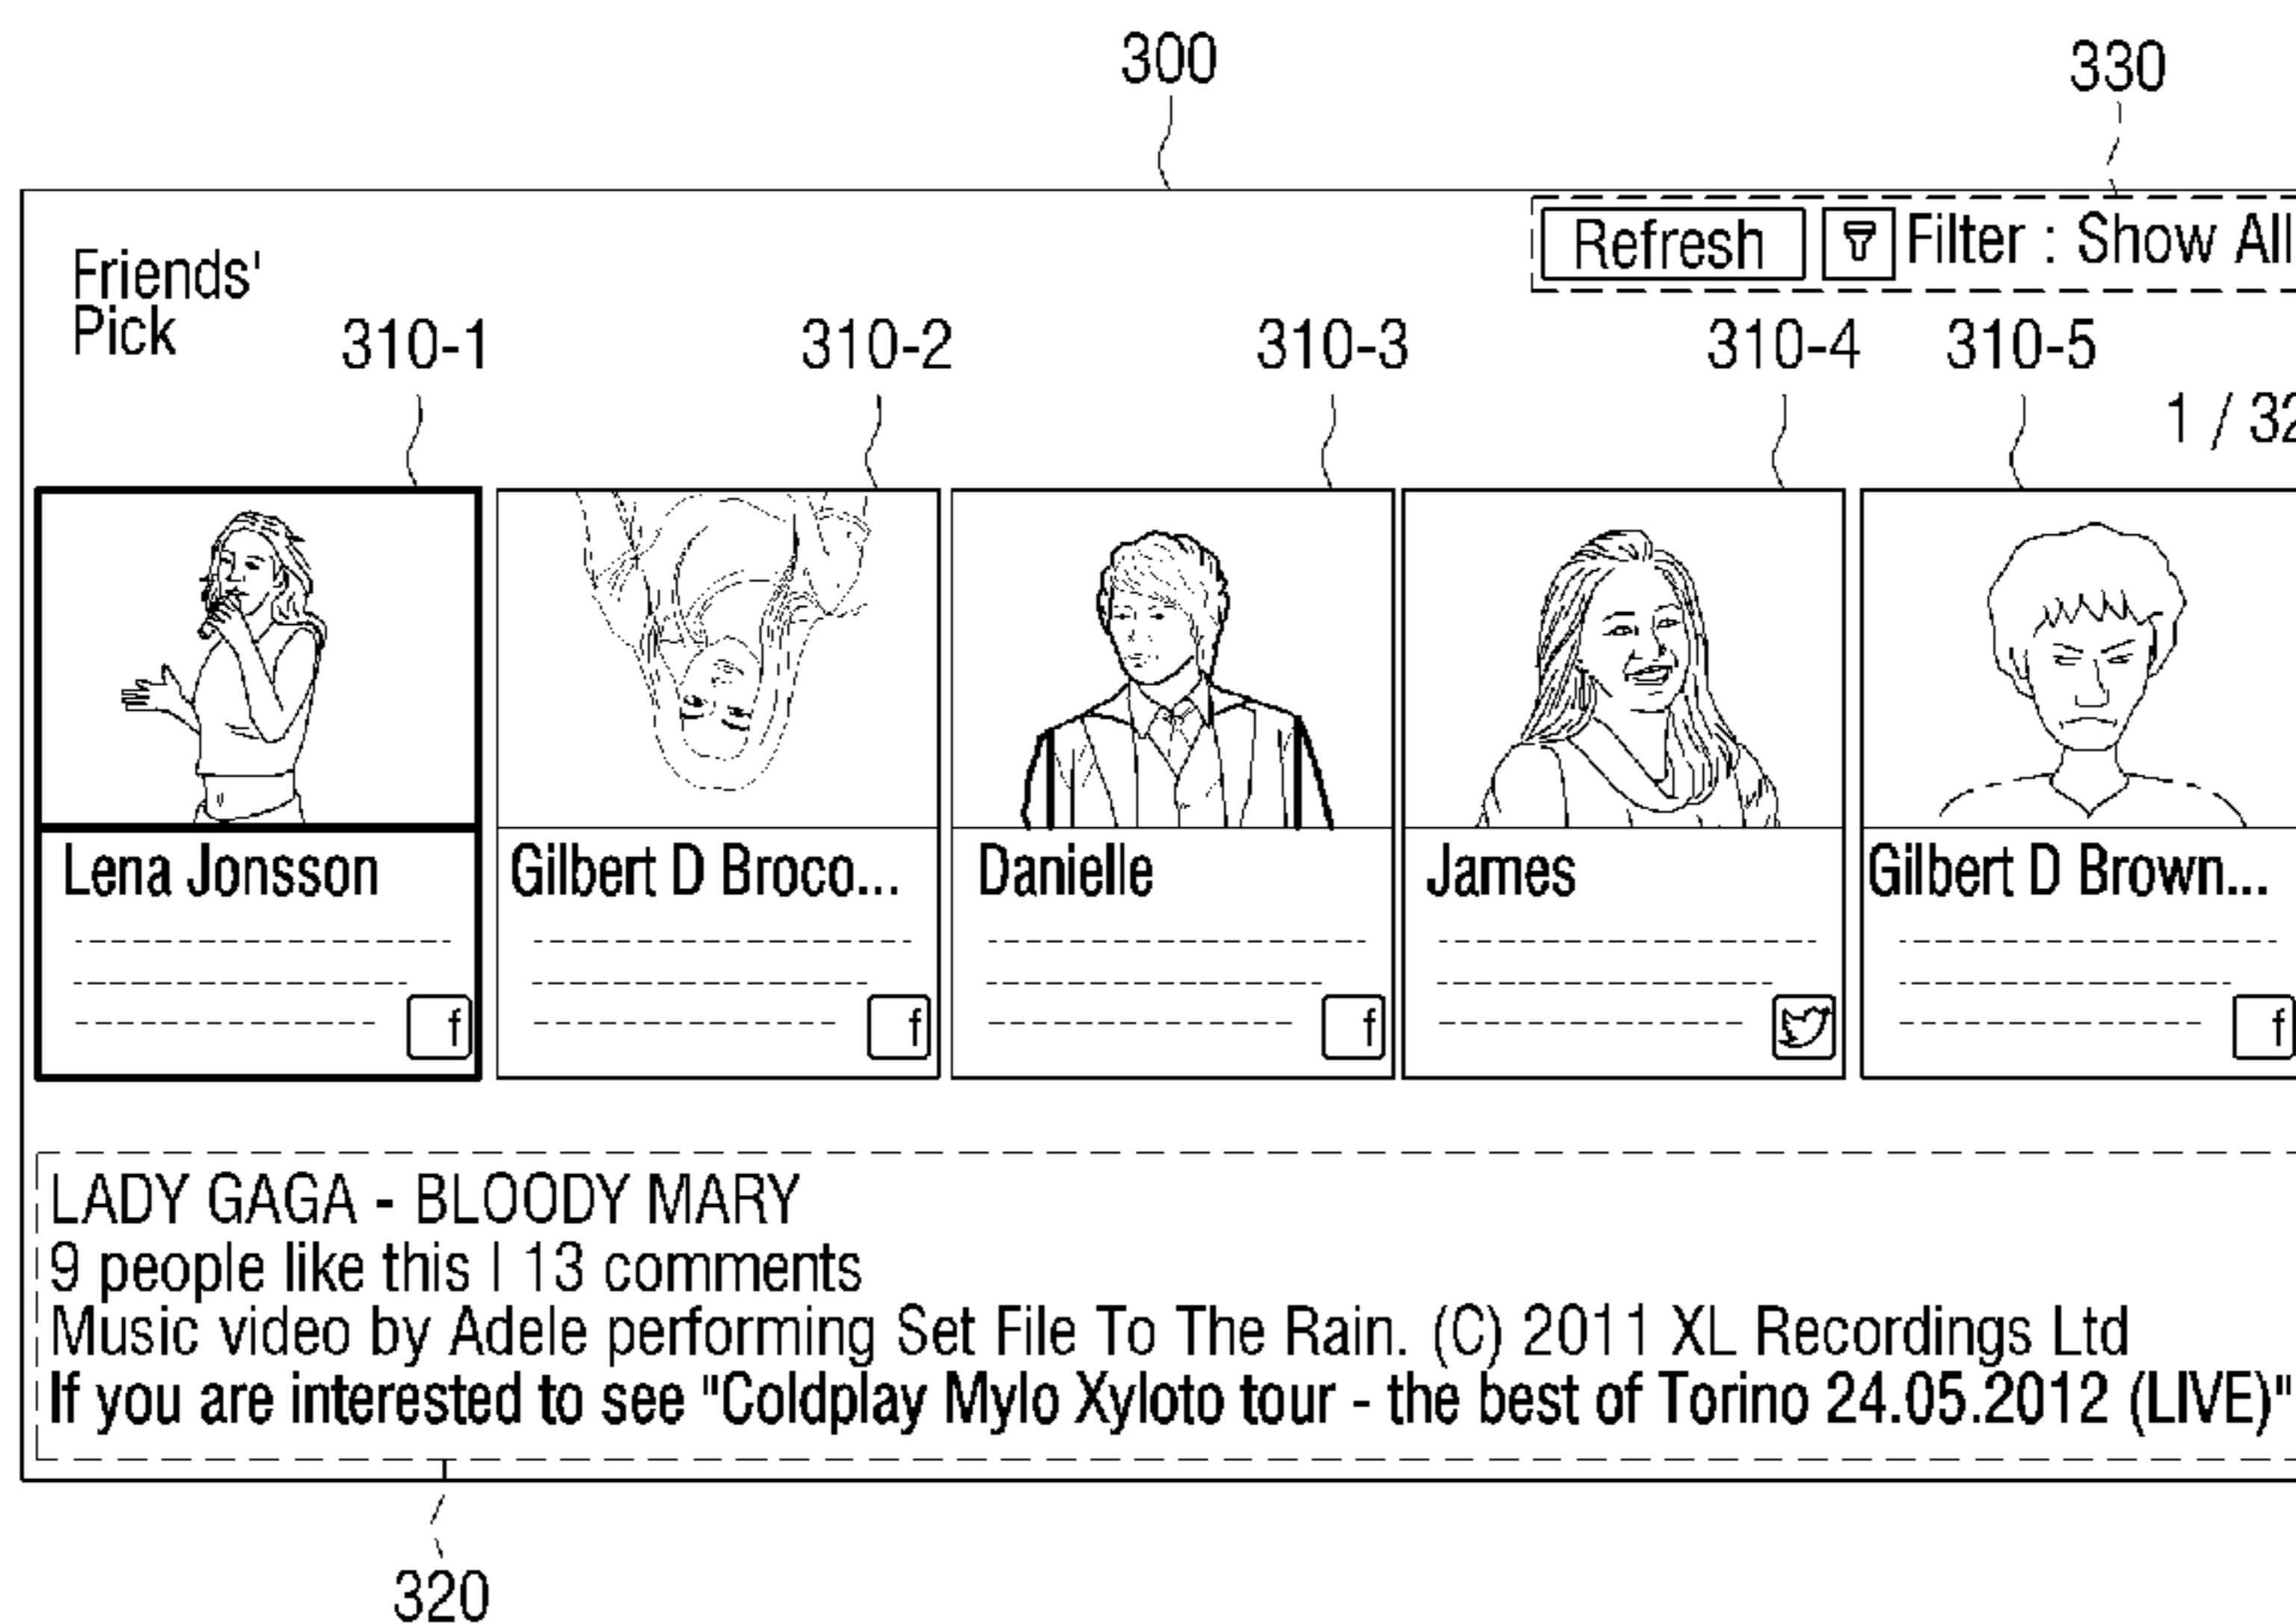 300
330
Refresh Filter : Show All
Friends'
Pick
310-1 310-2 310-3 310-4 310-5
1 / 32
Lena Jonsson Gilbert D Broco... Danielle James Gilbert D Brown...
f f f f
LADY GAGA - BLOODY MARY
9 people like this | 13 comments
Music video by Adele performing Set File To The Rain. (C) 2011 XL Recordings Ltd
If you are interested to see "Coldplay Mylo Xyloto tour - the best of Torino 24.05.2012 (LIVE)"
320